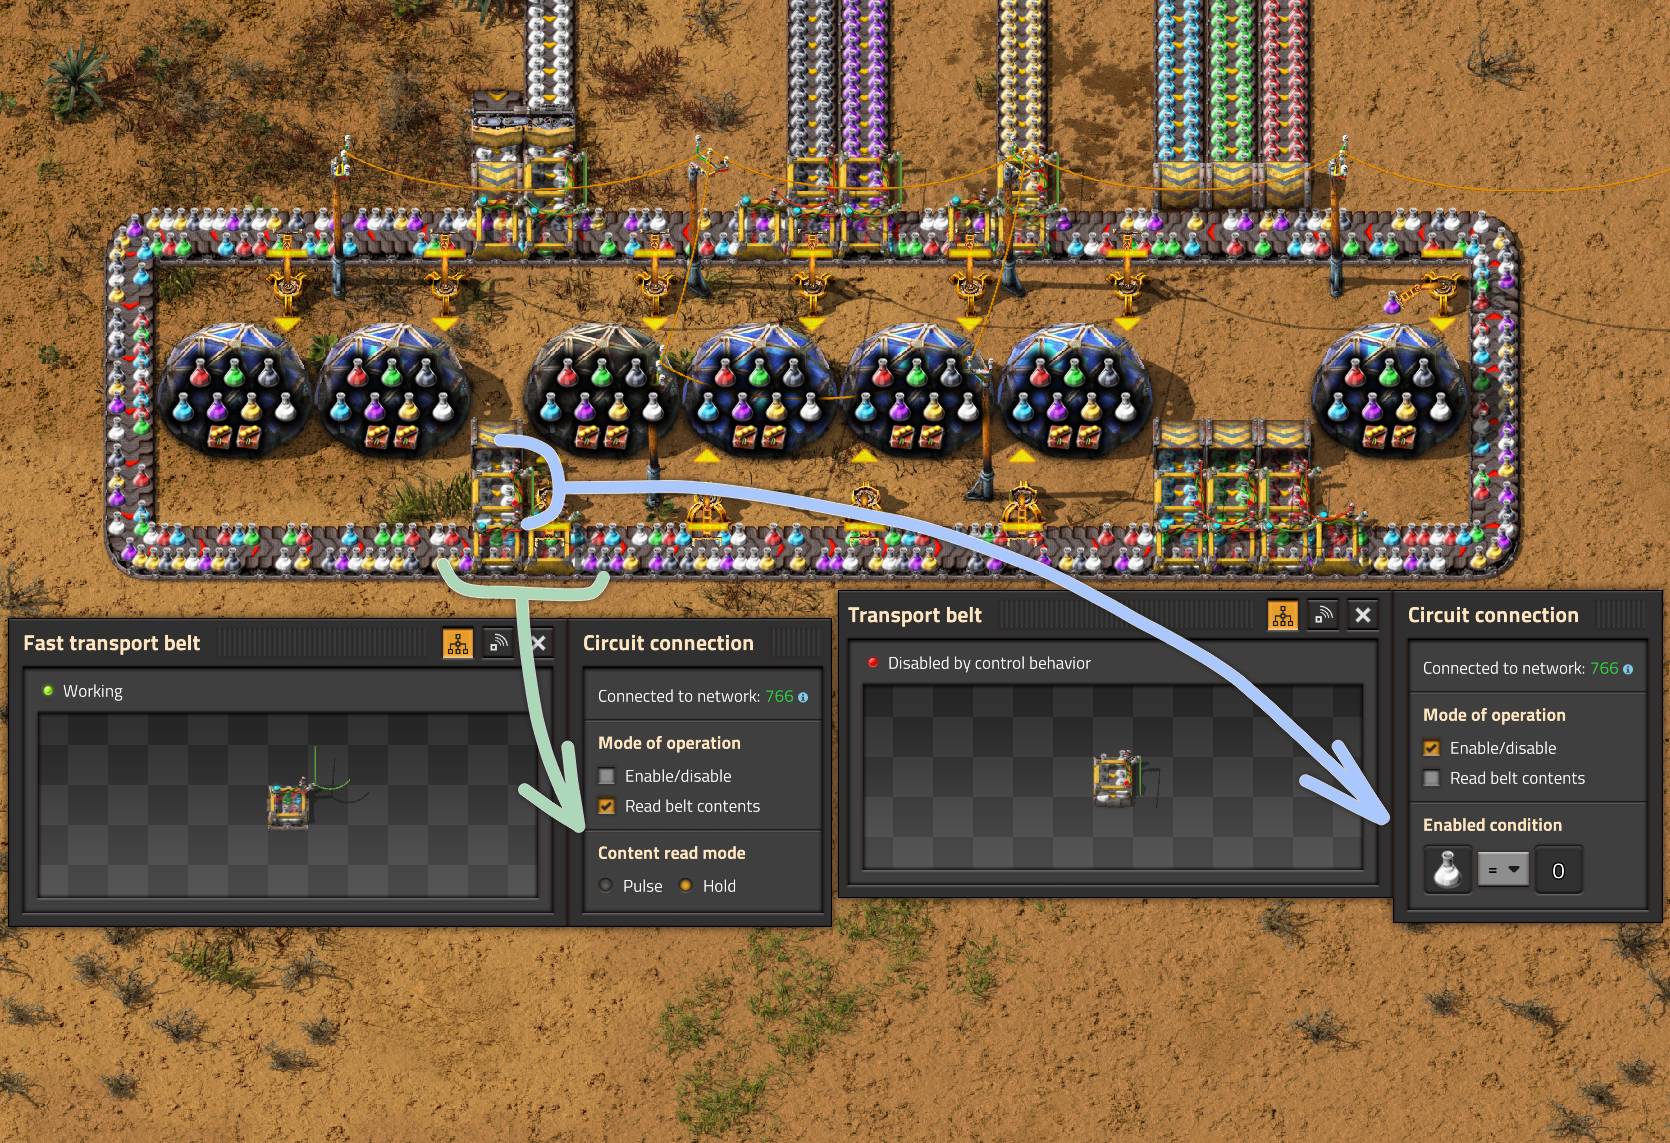 Fast transport belt
Working
Circuit connection
Connected to network: 766
Mode of operation
Enable/disable
Read belt contents
Content read mode
Pulse Hold
Transport belt
Disabled by control behavior
Circuit connection
Connected to network: 766
Mode of operation
Enable/disable
Read belt contents
Enabled condition
= 0